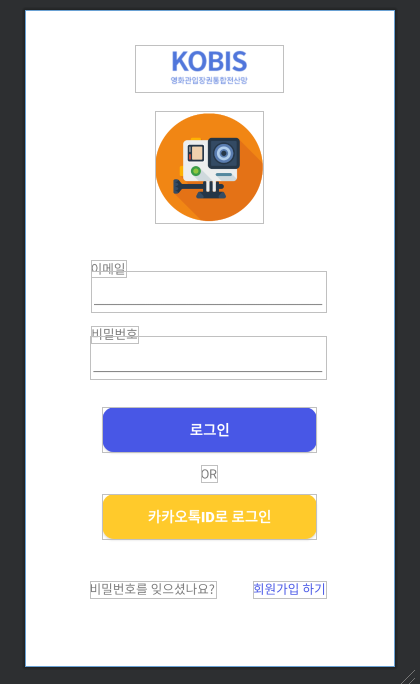 KOBIS
영화관입장권통합전산망
이메일
비밀번호
로그인
OR
카카오톡ID로 로그인
비밀번호를 잊으셨나요?
회원가입 하기